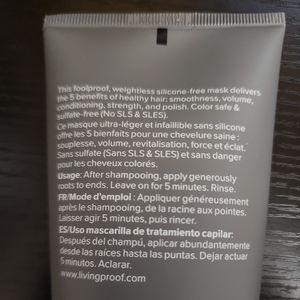 This foolproof, weightless silicone-free mask delivers
the 5 benefits of healthy hair: smoothness, volume,
conditioning, strength, and polish. Color safe &
sulfate-free (No SLS & SLES).
Ce masque ultra-léger et infaillible sans silicone
offre les 5 bienfaits pour une chevelure saine :
souplesse, volume, revitalisation, force et éclat.
Sans sulfate (Sans SLS & SLES) et sans danger
pour les cheveux colorés.
Usage: After shampooing, apply generously
roots to ends. Leave on for 5 minutes. Rinse.
FR/Mode d'emploi : Appliquer généreusement
après le shampooing, de la racine aux pointes.
Laisser agir 5 minutes, puis rincer.
ES/Uso mascarilla de tratamiento capilar:
Después del champú, aplicar abundantemente
desde las raíces hasta las puntas. Dejar actuar
5 minutos. Aclarar.
www.livingproof.com